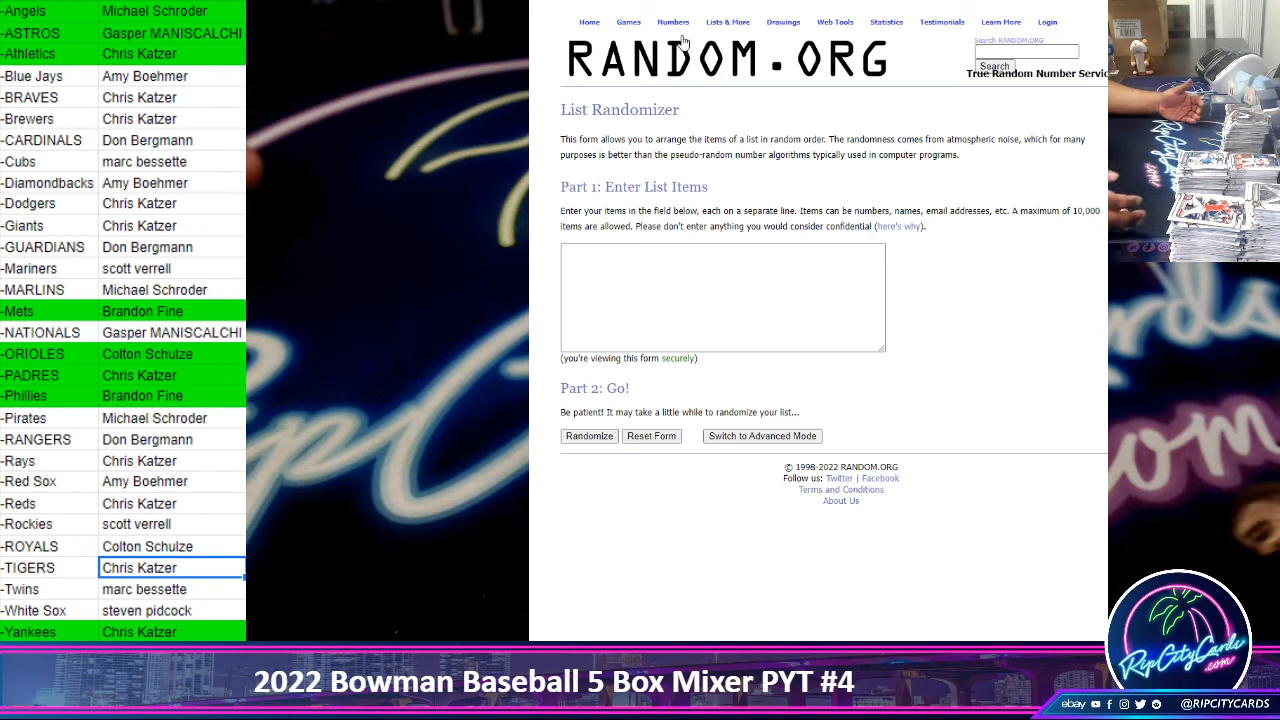 -Angels Michael Schroder
-ASTROS Gasper MANISCALCHI
-Athletics Chris Katzer
-Blue Jays Amy Boehmer
-BRAVES Chris Katzer
-Brewers Chris Katzer
-CARDINALS Don Bergmann
-Cubs marc bessette
-Diamondbacks Amy Boehmer
-Dodgers Chris Katzer
-Giants Chris Katzer
-GUARDIANS Don Bergmann
-Mariners scott verrell
-MARLINS Michael Schroder
-Mets Brandon Fine
-NATIONALS Gasper MANISCALCHI
-ORIOLES Colton Schulze
-PADRES Chris Katzer
-Phillies Brandon Fine
-Pirates Michael Schroder
-RANGERS Don Bergmann
-Rays Chris Katzer
-Red Sox Amy Boehmer
-Reds Chris Katzer
-Rockies scott verrell
-ROYALS Colton Schulze
-TIGERS Chris Katzer
-Twins marc bessette
-White Sox steven pidcock
-Yankees Chris Katzer
Home Games Numbers Lists & More Drawings Web Tools Statistics Testimonials Learn More Login
RANDOM.ORG
Search RANDOM.ORG
Search
True Random Number Servic
List Randomizer
This form allows you to arrange the items of a list in random order. The randomness comes from atmospheric noise, which for many
purposes is better than the pseudo-random number algorithms typically used in computer programs.
Part 1: Enter List Items
Enter your items in the field below, each on a separate line. Items can be numbers, names, email addresses, etc. A maximum of 10,000
items are allowed. Please don't enter anything you would consider confidential (here's why).
(you're viewing this form securely)
Part 2: Go!
Be patient! It may take a little while to randomize your list...
Randomize Reset Form Switch to Advanced Mode
© 1998-2022 RANDOM.ORG
Follow us: Twitter | Facebook
Terms and Conditions
About Us
2022 Bowman Baseball 5 Box Mixer PYT #4
RipCityCards
.com
ebay @RIPCITYCARDS